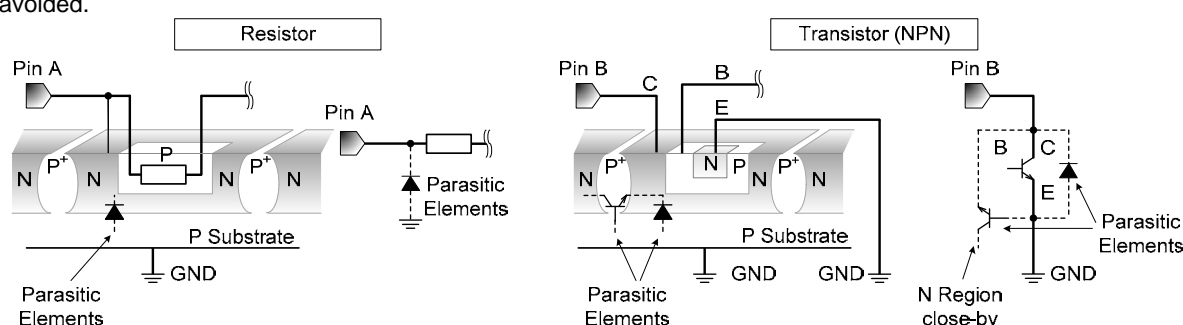 avoided.
Resistor
Pin A
N
P+
N
P
N
P+
N
P Substrate
GND
Parasitic
Elements
Pin A
Parasitic
Elements
Transistor (NPN)
Pin B
C
B
E
N
P+
N
N
P
N
P+
N
P Substrate
GND
GND
Parasitic
Elements
Pin B
B
C
E
Parasitic
Elements
GND
N Region
close-by